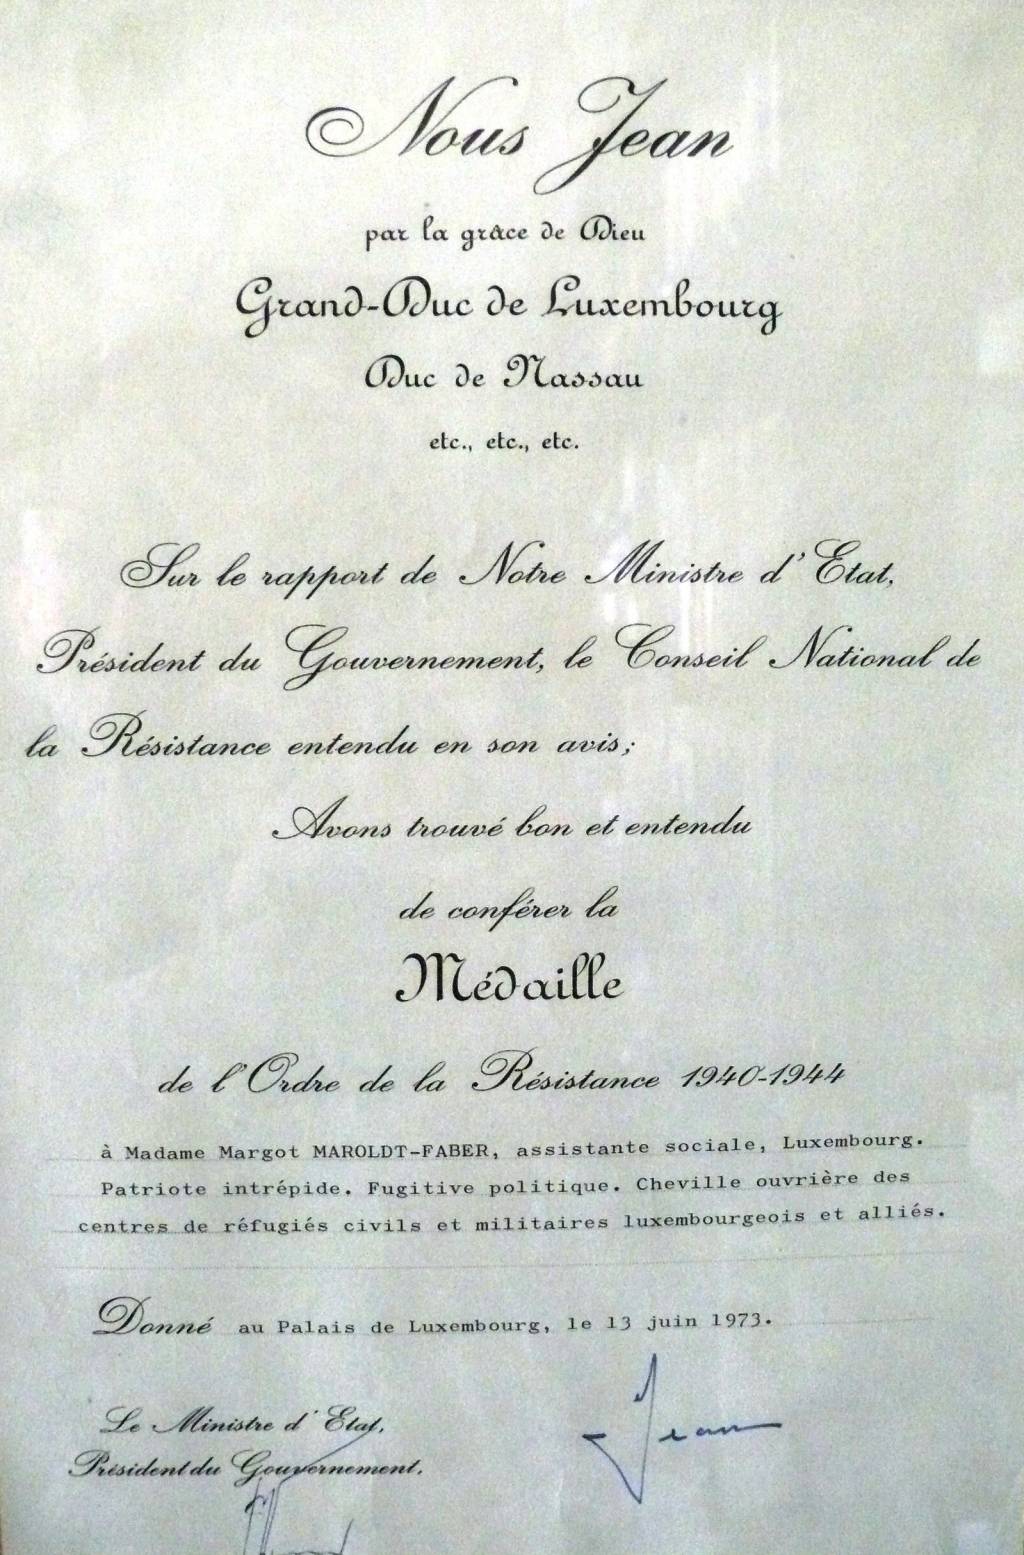 Nous Jean
par la grâce de Dieu
Grand-Duc de Luxembourg
Duc de Nassau
etc., etc., etc.
Sur le rapport de Notre Ministre d'Etat,
Président du Gouvernement, le Conseil National de
la Résistance entendu en son avis;
Avons trouvé bon et entendu
de conférer la
Médaille
de l'Ordre de la Résistance 1940-1944
à Madame Margot MAROLDT-FABER, assistante sociale, Luxembourg.
Patriote intrépide. Fugitive politique. Cheville ouvrière des
centres de réfugiés civils et militaires luxembourgeois et alliés.
Donné au Palais de Luxembourg, le 13 juin 1973.
Le Ministre d'Etat,
Président du Gouvernement,
Jean